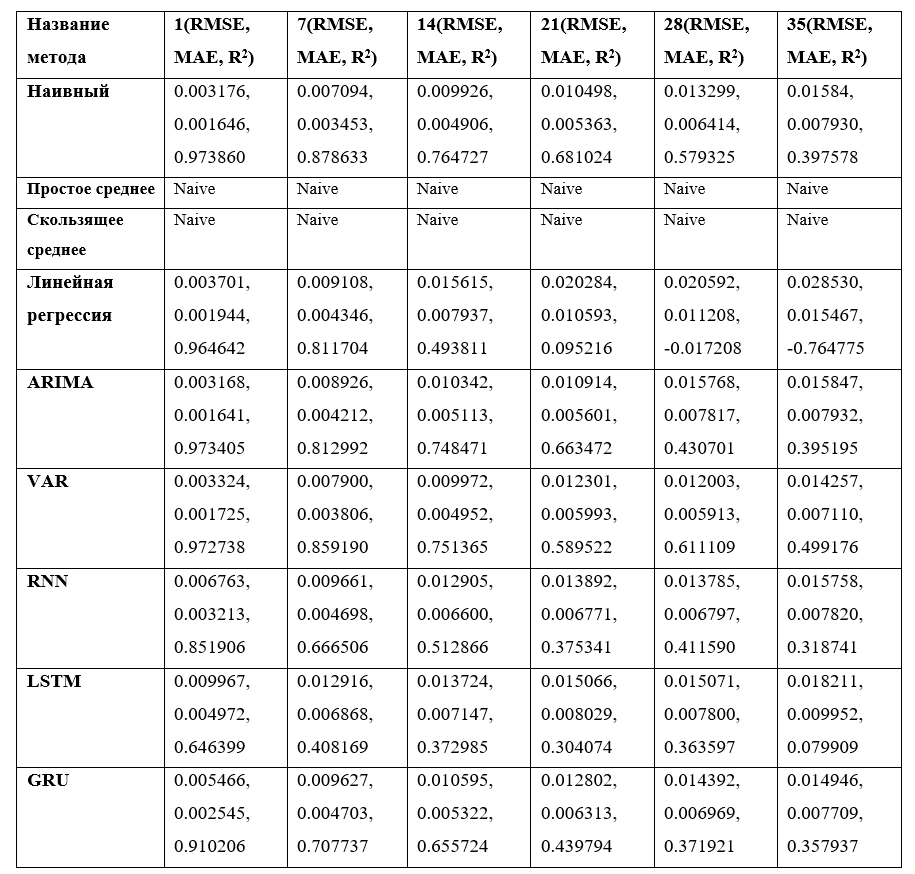 Название метода | 1(RMSE, MAE, R²) | 7(RMSE, MAE, R²) | 14(RMSE, MAE, R²) | 21(RMSE, MAE, R²) | 28(RMSE, MAE, R²) | 35(RMSE, MAE, R²)
Наивный | 0.003176, 0.001646, 0.973860 | 0.007094, 0.003453, 0.878633 | 0.009926, 0.004906, 0.764727 | 0.010498, 0.005363, 0.681024 | 0.013299, 0.006414, 0.579325 | 0.01584, 0.007930, 0.397578
Простое среднее | Naive | Naive | Naive | Naive | Naive | Naive
Скользящее среднее | Naive | Naive | Naive | Naive | Naive | Naive
Линейная регрессия | 0.003701, 0.001944, 0.964642 | 0.009108, 0.004346, 0.811704 | 0.015615, 0.007937, 0.493811 | 0.020284, 0.010593, 0.095216 | 0.020592, 0.011208, -0.017208 | 0.028530, 0.015467, -0.764775
ARIMA | 0.003168, 0.001641, 0.973405 | 0.008926, 0.004212, 0.812992 | 0.010342, 0.005113, 0.748471 | 0.010914, 0.005601, 0.663472 | 0.015768, 0.007817, 0.430701 | 0.015847, 0.007932, 0.395195
VAR | 0.003324, 0.001725, 0.972738 | 0.007900, 0.003806, 0.859190 | 0.009972, 0.004952, 0.751365 | 0.012301, 0.005993, 0.589522 | 0.012003, 0.005913, 0.611109 | 0.014257, 0.007110, 0.499176
RNN | 0.006763, 0.003213, 0.851906 | 0.009661, 0.004698, 0.666506 | 0.012905, 0.006600, 0.512866 | 0.013892, 0.006771, 0.375341 | 0.013785, 0.006797, 0.411590 | 0.015758, 0.007820, 0.318741
LSTM | 0.009967, 0.004972, 0.646399 | 0.012916, 0.006868, 0.408169 | 0.013724, 0.007147, 0.372985 | 0.015066, 0.008029, 0.304074 | 0.015071, 0.007800, 0.363597 | 0.018211, 0.009952, 0.079909
GRU | 0.005466, 0.002545, 0.910206 | 0.009627, 0.004703, 0.707737 | 0.010595, 0.005322, 0.655724 | 0.012802, 0.006313, 0.439794 | 0.014392, 0.006969, 0.371921 | 0.014946, 0.007709, 0.357937